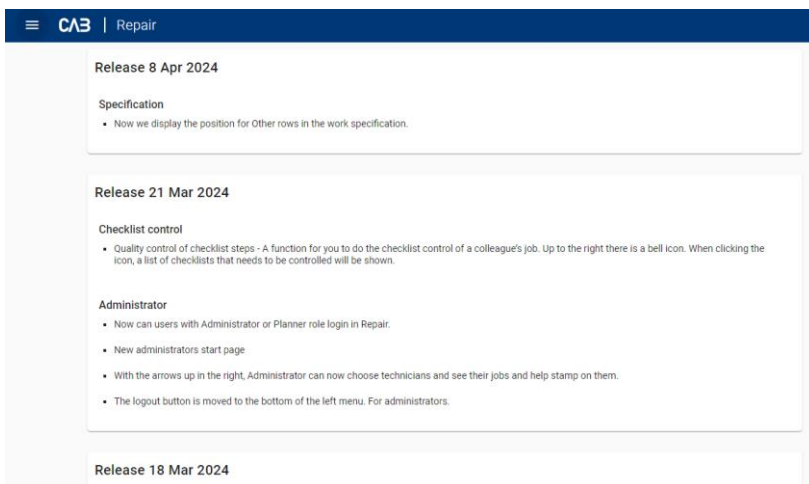 CAB | Repair
Release 8 Apr 2024
Specification
▪ Now we display the position for Other rows in the work specification.
Release 21 Mar 2024
Checklist control
▪ Quality control of checklist steps - A function for you to do the checklist control of a colleague's job. Up to the right there is a bell icon. When clicking the
icon, a list of checklists that needs to be controlled will be shown.
Administrator
▪ Now can users with Administrator or Planner role login in Repair.
▪ New administrators start page
▪ With the arrows up in the right, Administrator can now choose technicians and see their jobs and help stamp on them.
▪ The logout button is moved to the bottom of the left menu. For administrators.
Release 18 Mar 2024